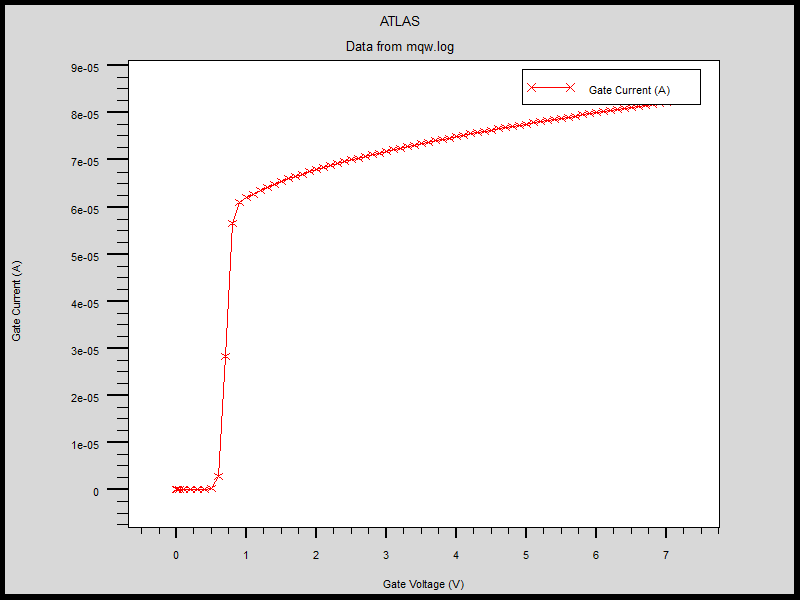 ATLAS
Data from mqw.log
Gate Current (A)
9e-05
8e-05
7e-05
6e-05
5e-05
4e-05
3e-05
2e-05
1e-05
0
Gate Current (A)
0 1 2 3 4 5 6 7
Gate Voltage (V)